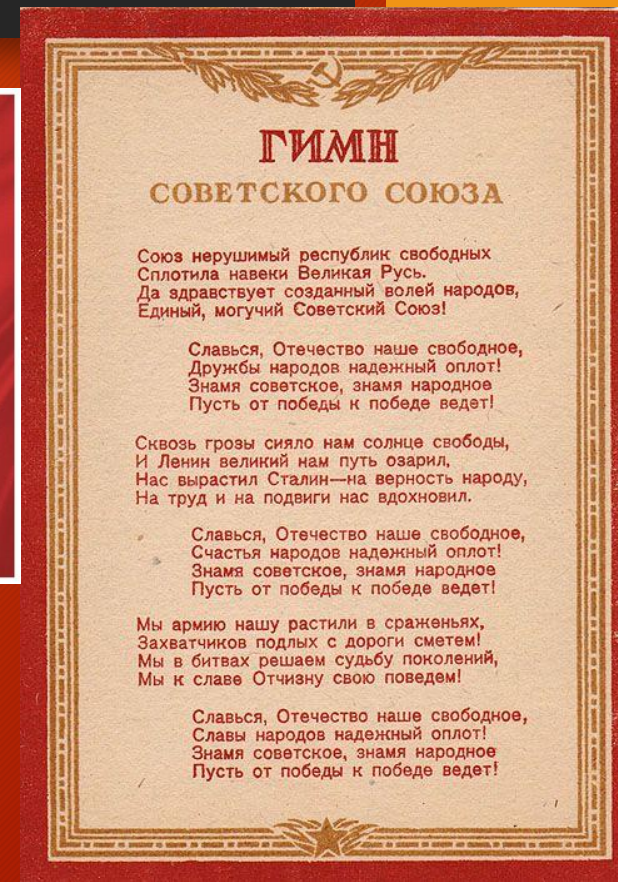 ГИМН
СОВЕТСКОГО СОЮЗА
Союз нерушимый республик свободных
Сплотила навеки Великая Русь.
Да здравствует созданный волей народов,
Единый, могучий Советский Союз!
Славься, Отечество наше свободное,
Дружбы народов надежный оплот!
Знамя советское, знамя народное
Пусть от победы к победе ведет!
Сквозь грозы сияло нам солнце свободы,
И Ленин великий нам путь озарил,
Нас вырастил Сталин—на верность народу,
На труд и на подвиги нас вдохновил.
Славься, Отечество наше свободное,
Счастья народов надежный оплот!
Знамя советское, знамя народное
Пусть от победы к победе ведет!
Мы армию нашу растили в сраженьях,
Захватчиков подлых с дороги сметем!
Мы в битвах решаем судьбу поколений,
Мы к славе Отчизну свою поведем!
Славься, Отечество наше свободное,
Славы народов надежный оплот!
Знамя советское, знамя народное
Пусть от победы к победе ведет!